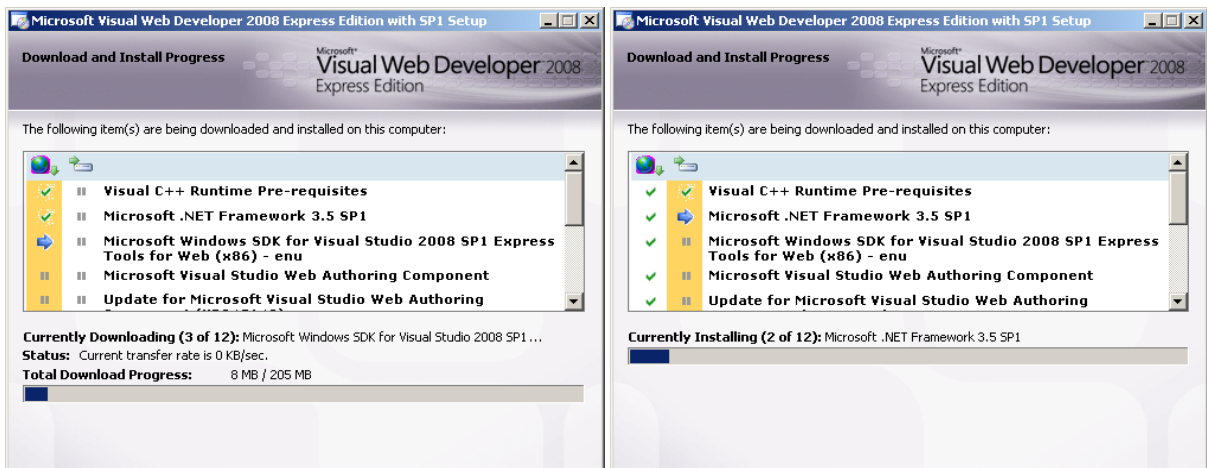 Microsoft Visual Web Developer 2008 Express Edition with SP1 Setup
Download and Install Progress
Microsoft®
Visual Web Developer 2008
Express Edition
The following item(s) are being downloaded and installed on this computer:
Visual C++ Runtime Pre-requisites
Microsoft .NET Framework 3.5 SP1
Microsoft Windows SDK for Visual Studio 2008 SP1 Express
Tools for Web (x86) - enu
Microsoft Visual Studio Web Authoring Component
Update for Microsoft Visual Studio Web Authoring
Currently Downloading (3 of 12): Microsoft Windows SDK for Visual Studio 2008 SP1...
Status: Current transfer rate is 0 KB/sec.
Total Download Progress: 8 MB / 205 MB
Microsoft Visual Web Developer 2008 Express Edition with SP1 Setup
Download and Install Progress
Microsoft®
Visual Web Developer 2008
Express Edition
The following item(s) are being downloaded and installed on this computer:
Visual C++ Runtime Pre-requisites
Microsoft .NET Framework 3.5 SP1
Microsoft Windows SDK for Visual Studio 2008 SP1 Express
Tools for Web (x86) - enu
Microsoft Visual Studio Web Authoring Component
Update for Microsoft Visual Studio Web Authoring
Currently Installing (2 of 12): Microsoft .NET Framework 3.5 SP1